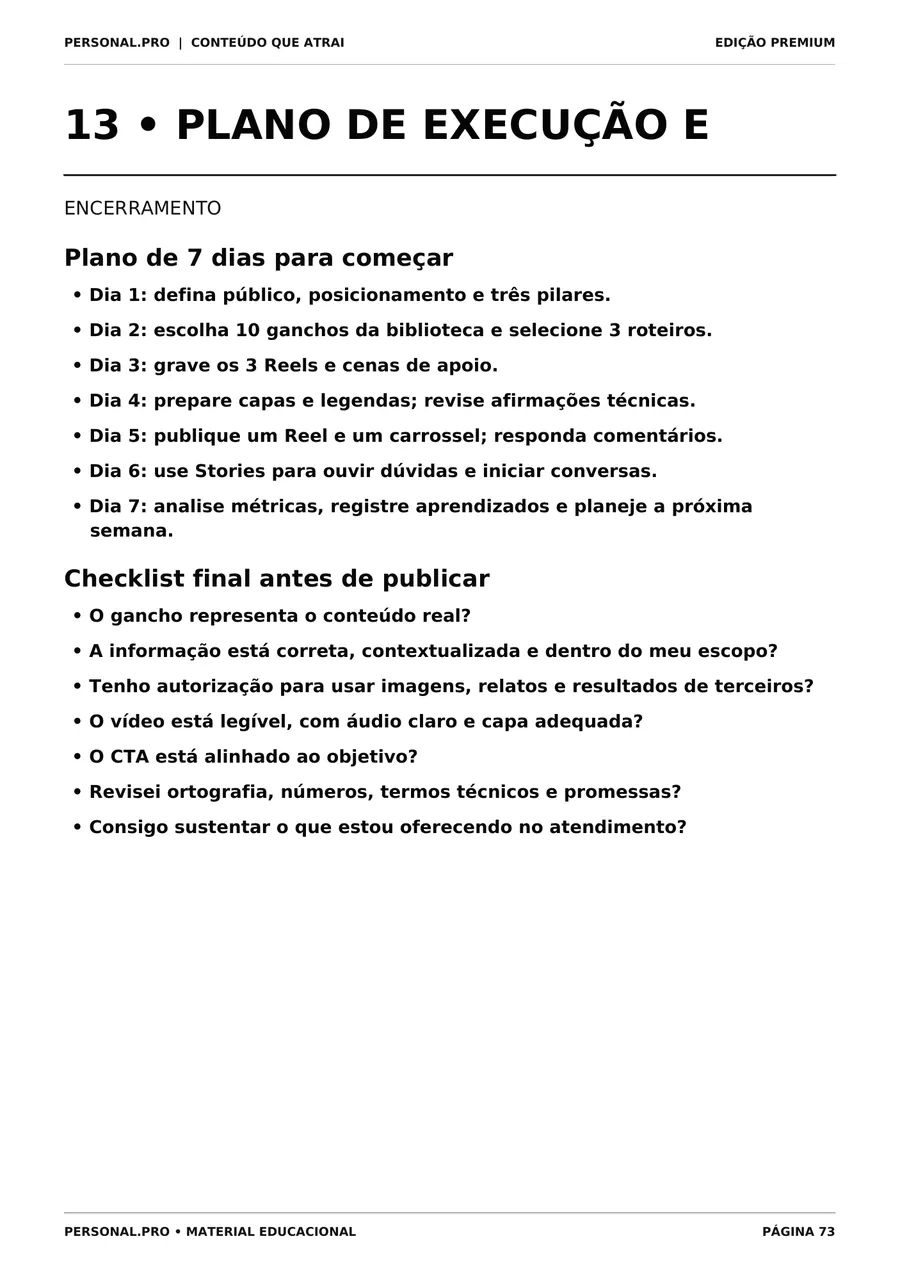 PERSONAL.PRO | CONTEÚDO QUE ATRAI
EDIÇÃO PREMIUM
13 • PLANO DE EXECUÇÃO E
ENCERRAMENTO
Plano de 7 dias para começar
• Dia 1: defina público, posicionamento e três pilares.
• Dia 2: escolha 10 ganchos da biblioteca e selecione 3 roteiros.
• Dia 3: grave os 3 Reels e cenas de apoio.
• Dia 4: prepare capas e legendas; revise afirmações técnicas.
• Dia 5: publique um Reel e um carrossel; responda comentários.
• Dia 6: use Stories para ouvir dúvidas e iniciar conversas.
• Dia 7: analise métricas, registre aprendizados e planeje a próxima
semana.
Checklist final antes de publicar
• O gancho representa o conteúdo real?
• A informação está correta, contextualizada e dentro do meu escopo?
• Tenho autorização para usar imagens, relatos e resultados de terceiros?
• O vídeo está legível, com áudio claro e capa adequada?
• O CTA está alinhado ao objetivo?
• Revisei ortografia, números, termos técnicos e promessas?
• Consigo sustentar o que estou oferecendo no atendimento?
PERSONAL.PRO • MATERIAL EDUCACIONAL
PÁGINA 73